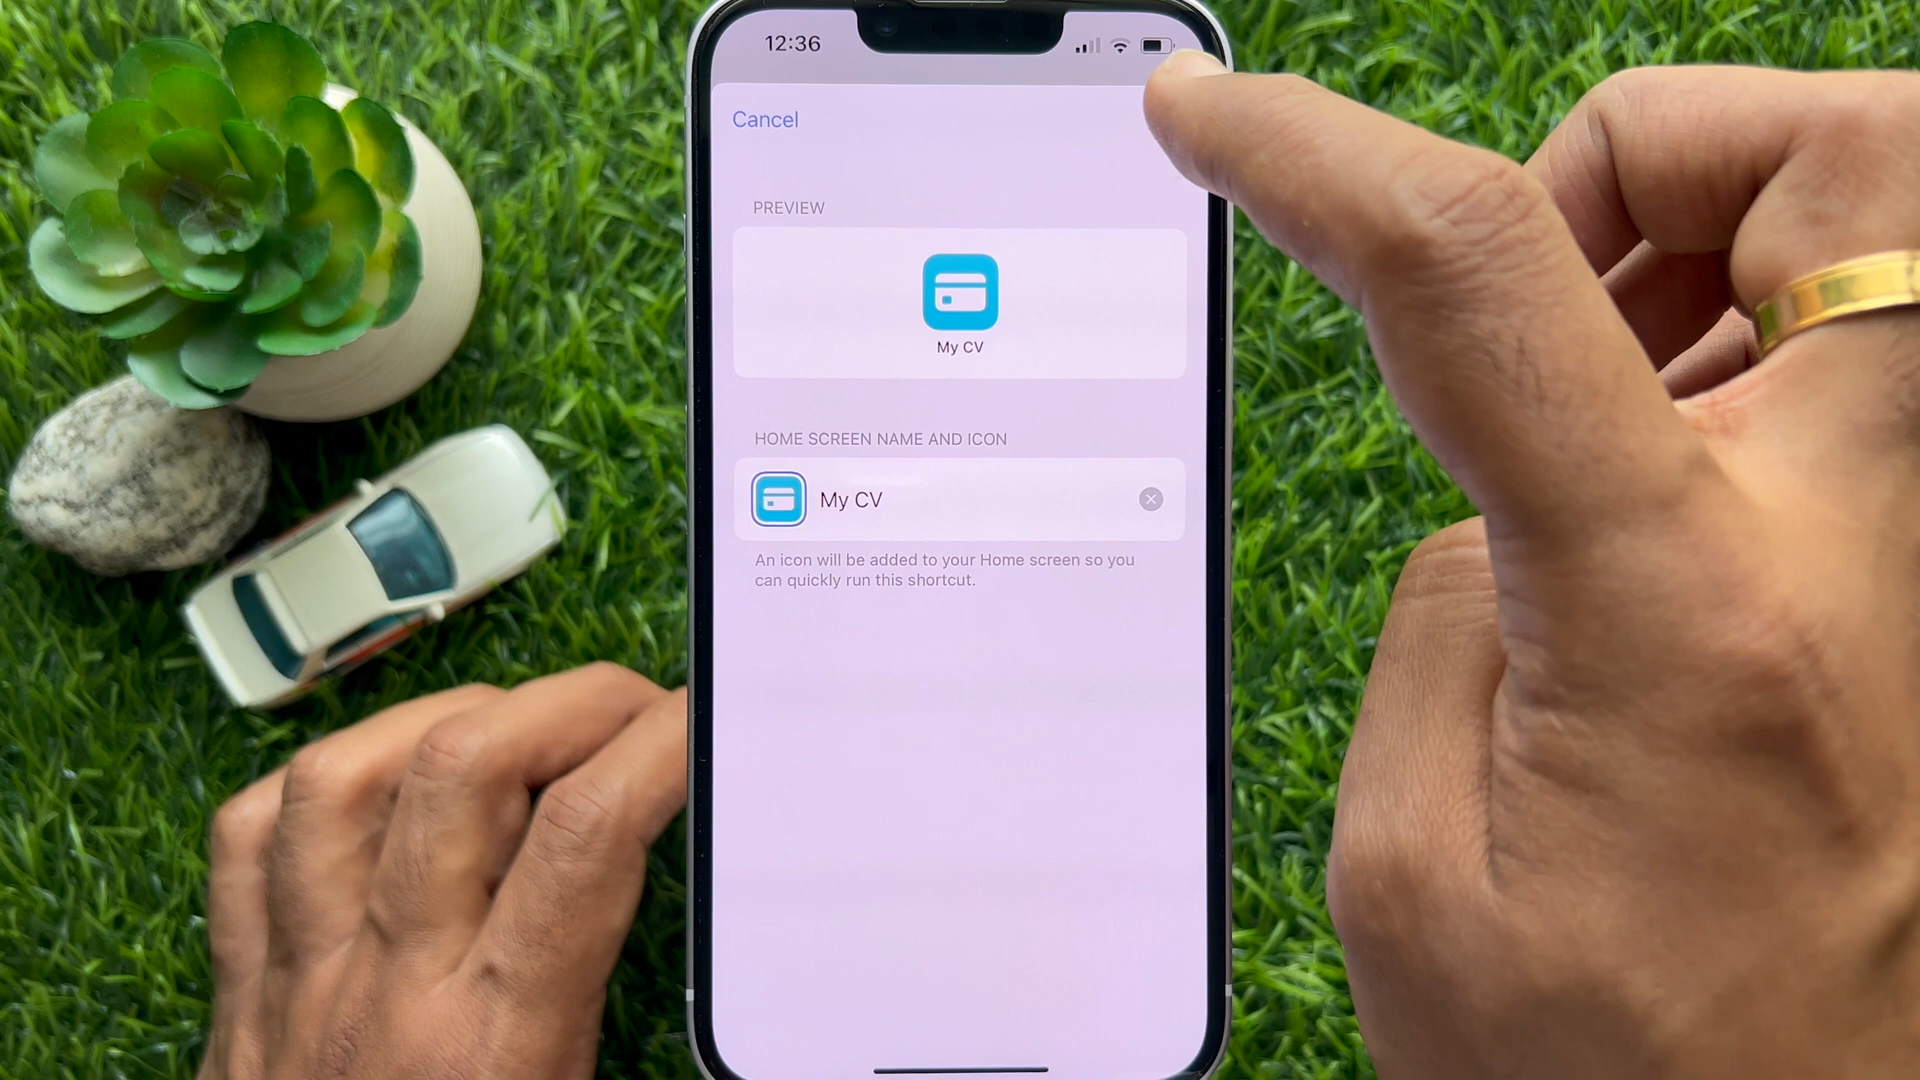 12:36
Cancel
PREVIEW
My CV
HOME SCREEN NAME AND ICON
My CV
An icon will be added to your Home screen so you
can quickly run this shortcut.